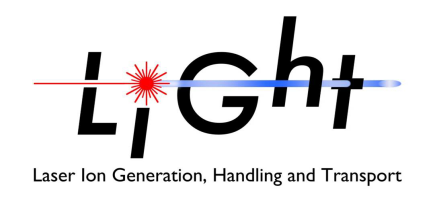 LIGht
Laser Ion Generation, Handling and Transport